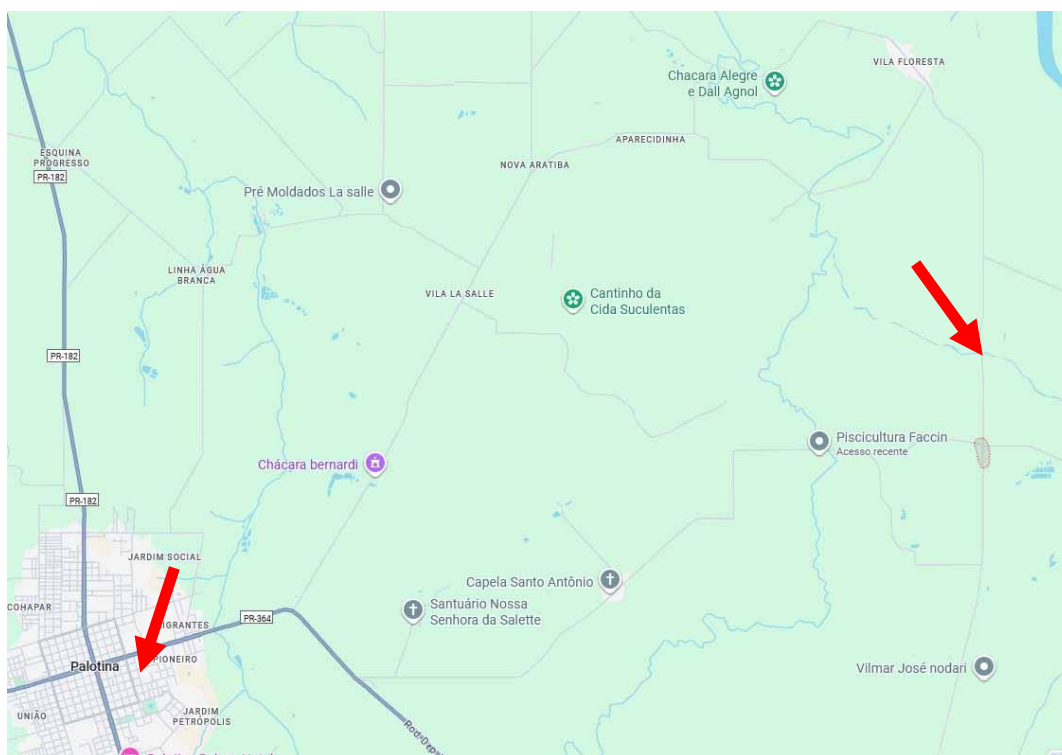 VILA FLORESTA
Chacara Alegre
e Dall Agnol
APARECIDINHA
ESQUINA
PROGRESSO
NOVA ARATIBA
PR-182
Pré Moldados La salle
LINHA ÁGUA
BRANCA
VILA LA SALLE
Cantinho da
Cida Suculentas
PR-182
Piscicultura Faccin
Acesso recente
Chácara bernardi
PR-182
JARDIM SOCIAL
Capela Santo Antônio
COHAPAR
Santuário Nossa
Senhora da Salette
PR-364
IGRANTES
PIONEIRO
Palotina
Vilmar José nodari
UNIÃO
JARDIM
PETRÓPOLIS